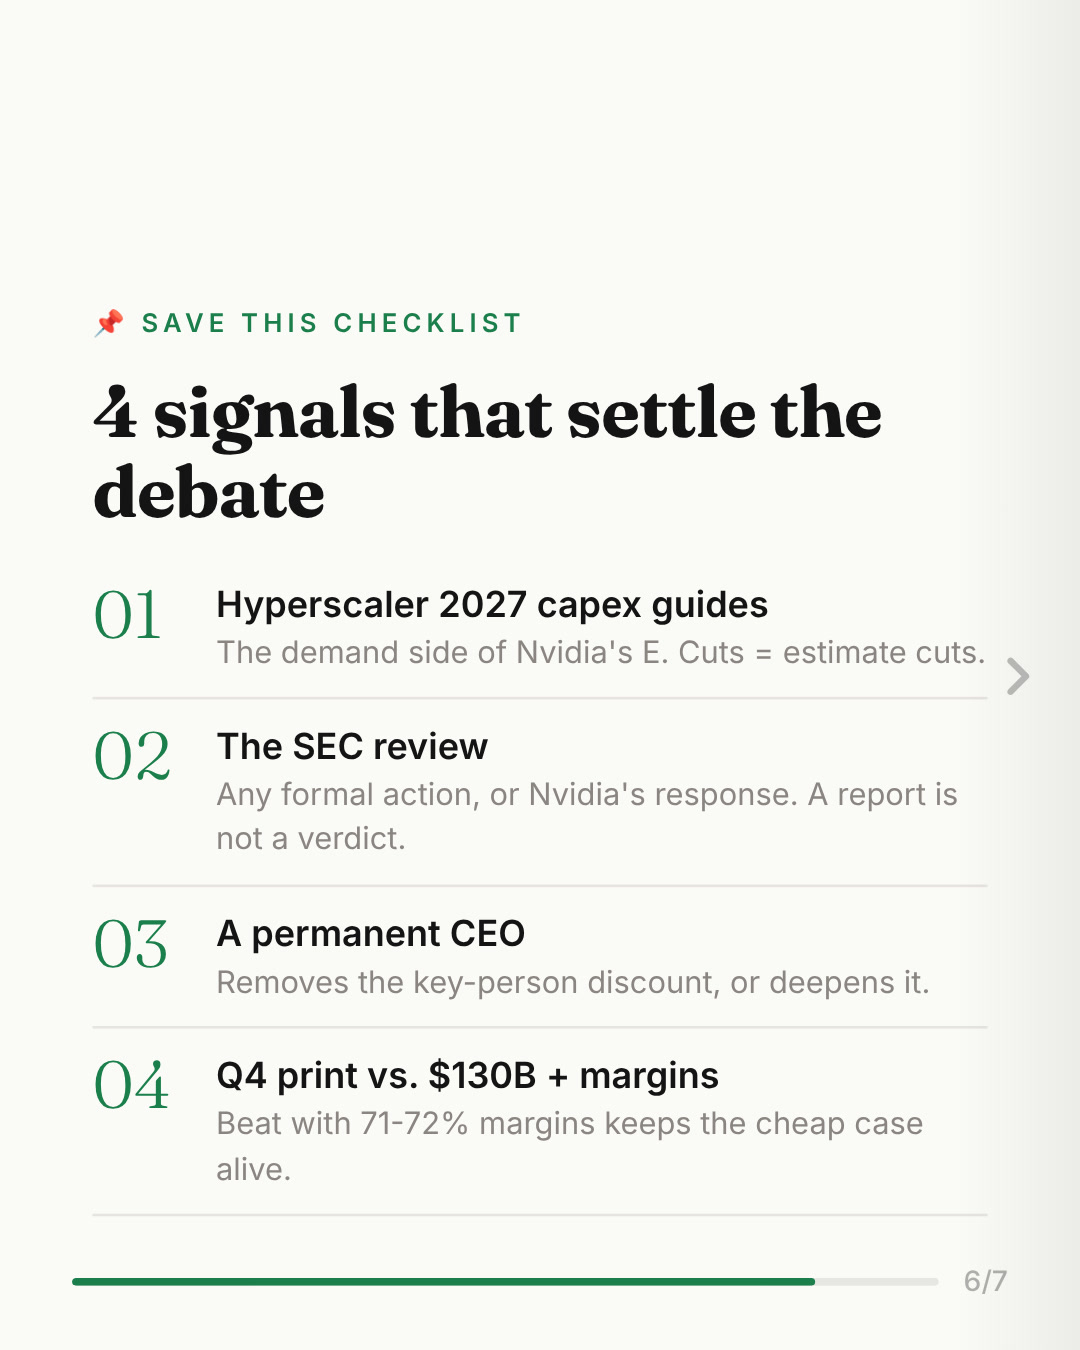 📌 SAVE THIS CHECKLIST
4 signals that settle the
debate
01 Hyperscaler 2027 capex guides
The demand side of Nvidia's E. Cuts = estimate cuts.
02 The SEC review
Any formal action, or Nvidia's response. A report is
not a verdict.
03 A permanent CEO
Removes the key-person discount, or deepens it.
04 Q4 print vs. $130B + margins
Beat with 71-72% margins keeps the cheap case
alive.
6/7